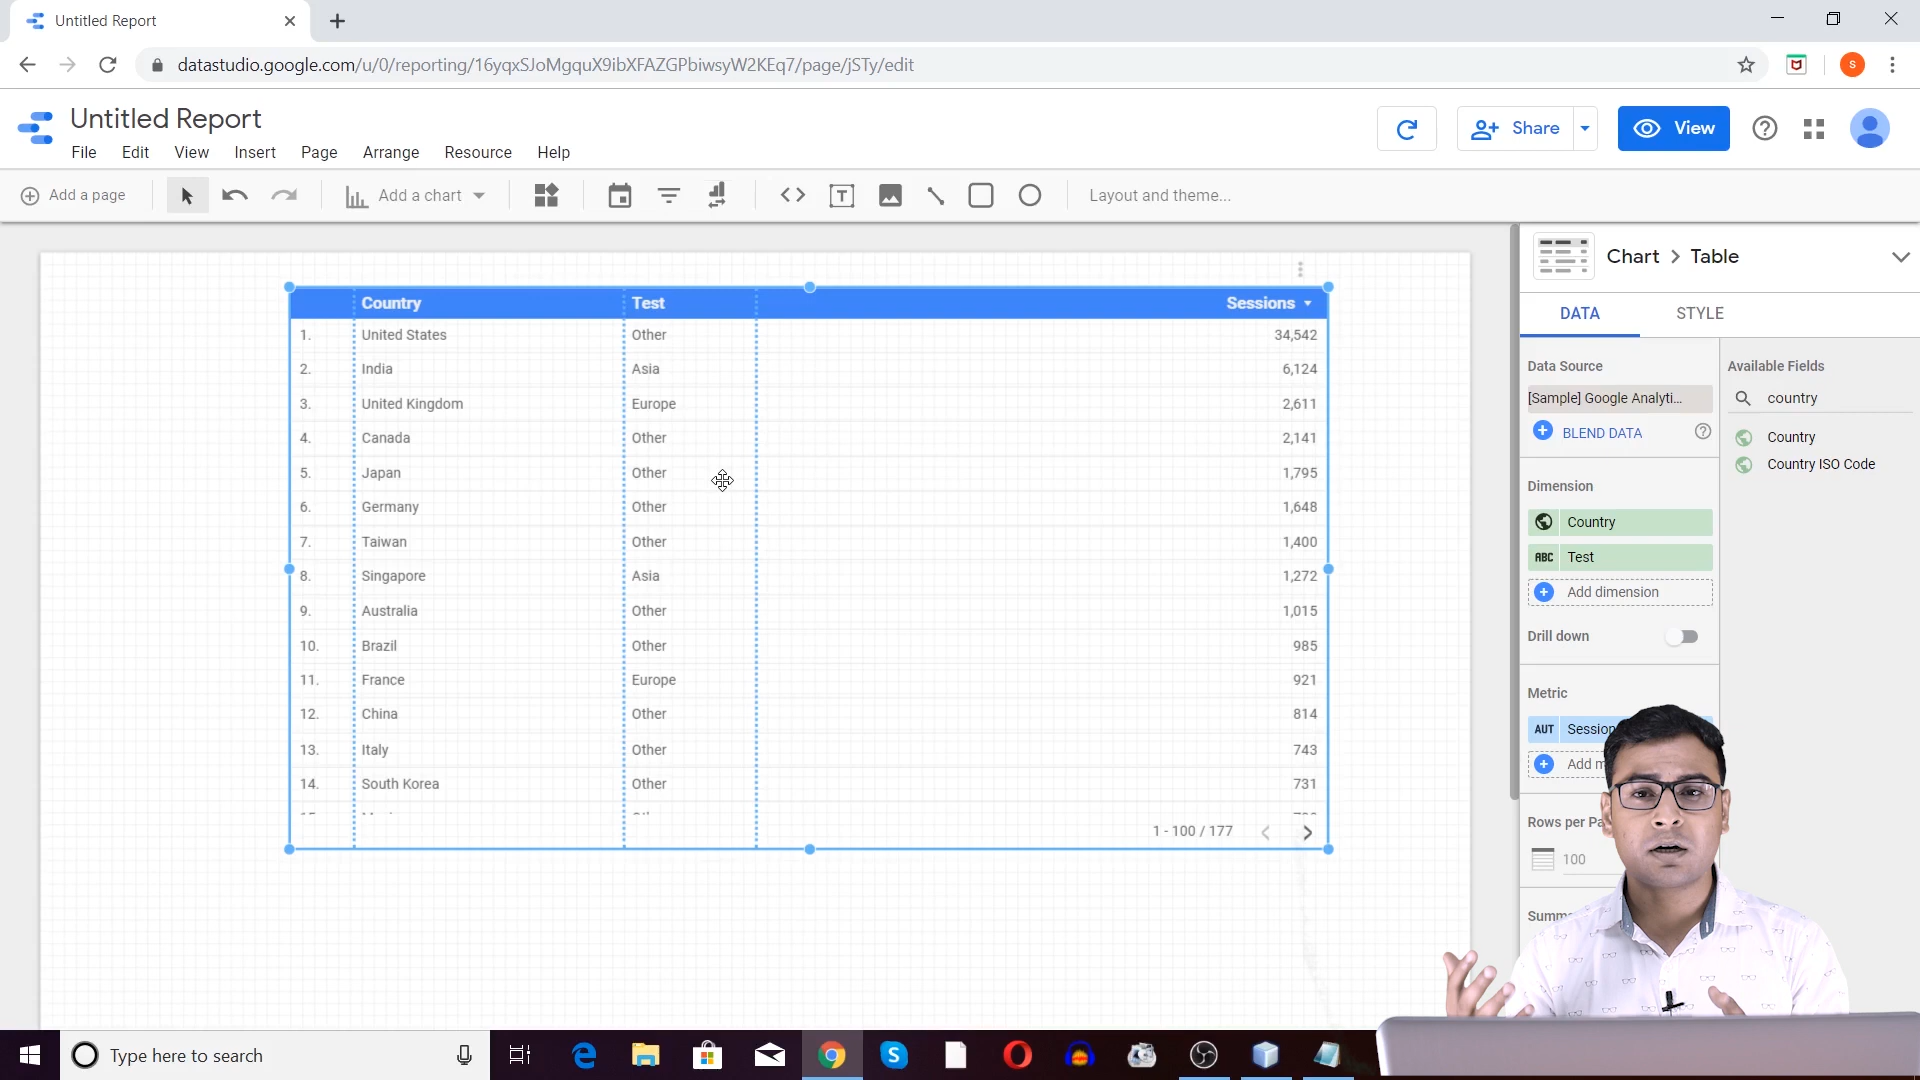 Untitled Report
datastudio.google.com/u/0/reporting/16yqxSJoMgquX9ibXFAZGPbiwsyW2KEq7/page/jSTy/edit
S
Untitled Report
File Edit View Insert Page Arrange Resource Help
Share
View
Add a page
Add a chart
Layout and theme...
Country Test Sessions
1. United States Other 34,542
2. India Asia 6,124
3. United Kingdom Europe 2,611
4. Canada Other 2,141
5. Japan Other 1,795
6. Germany Other 1,648
7. Taiwan Other 1,400
8. Singapore Asia 1,272
9. Australia Other 1,015
10. Brazil Other 985
11. France Europe 921
12. China Other 814
13. Italy Other 743
14. South Korea Other 731
1 - 100 / 177
Chart > Table
DATA STYLE
Data Source
[Sample] Google Analyti...
BLEND DATA
Dimension
Country
ABC Test
Add dimension
Drill down
Metric
AUT Session
Add m
Rows per Pa
100
Summ
Available Fields
country
Country
Country ISO Code
Type here to search